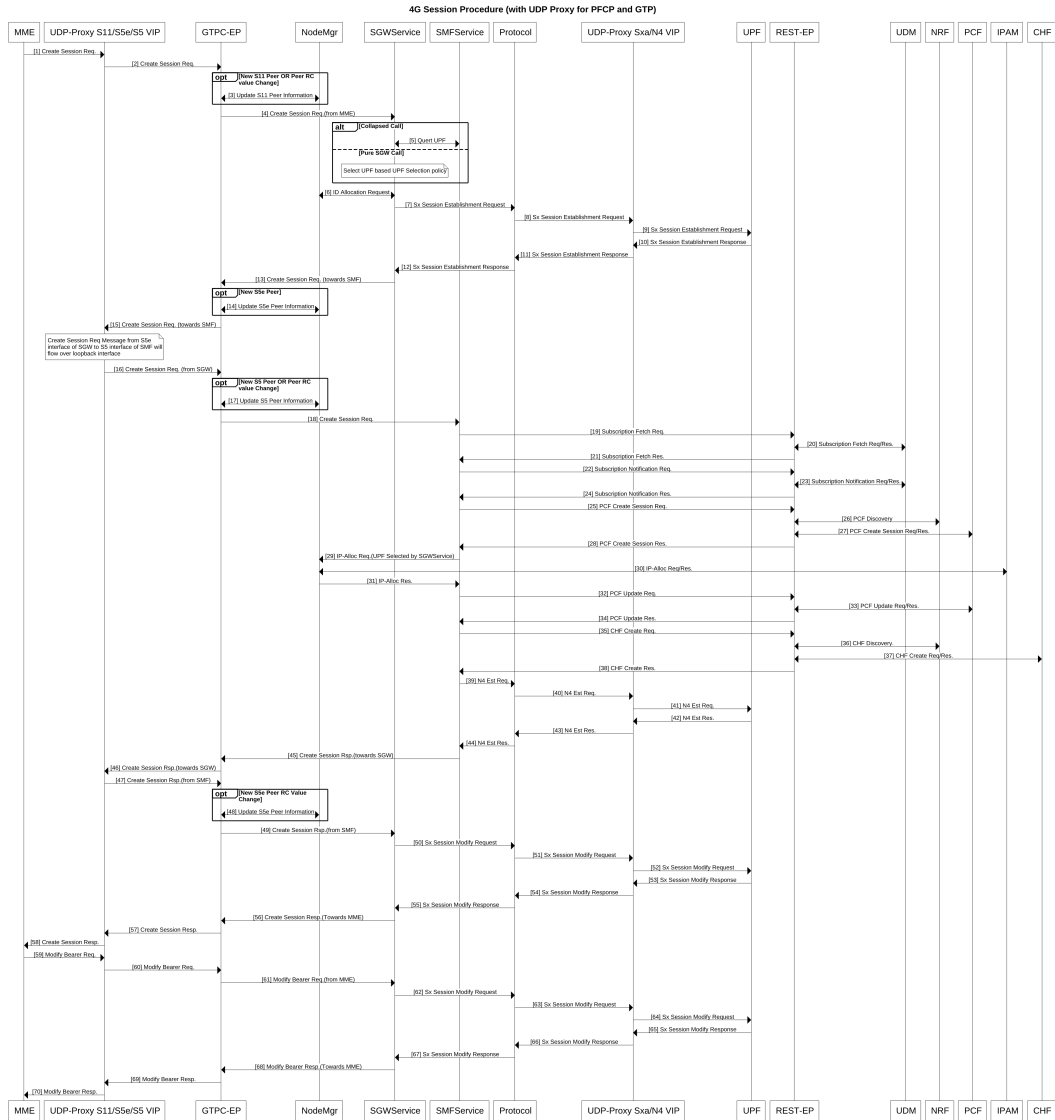 4G Session Procedure (with UDP Proxy for PFCP and GTP)
MME
UDP-Proxy S11/S5e/S5 VIP
GTPC-EP
NodeMgr
SGWService
SMFService
Protocol
UDP-Proxy Sxa/N4 VIP
UPF
REST-EP
UDM
NRF
PCF
IPAM
CHF
[1] Create Session Req.
[2] Create Session Req.
opt
[New S11 Peer OR Peer RC
value Change]
[3] Update S11 Peer Information
[4] Create Session Req.(from MME)
alt
[Collapsed Call]
[5] Quert UPF
[Pure SGW Call]
Select UPF based UPF Selection policy
[6] ID Allocation Request
[7] Sx Session Establishment Request
[8] Sx Session Establishment Request
[9] Sx Session Establishment Request
[10] Sx Session Establishment Response
[11] Sx Session Establishment Response
[12] Sx Session Establishment Response
[13] Create Session Req. (towards SMF)
opt
[New S5e Peer]
[14] Update S5e Peer Information
[15] Create Session Req. (towards SMF)
Create Session Req Message from S5e
interface of SGW to S5 interface of SMF will
flow over loopback interface
[16] Create Session Req. (from SGW)
opt
[New S5 Peer OR Peer RC
value Change]
[17] Update S5 Peer Information
[18] Create Session Req.
[19] Subscription Fetch Req.
[20] Subscription Fetch Req/Res.
[21] Subscription Fetch Res.
[22] Subscription Notification Req.
[23] Subscription Notification Req/Res.
[24] Subscription Notification Res.
[25] PCF Create Session Req.
[26] PCF Discovery
[27] PCF Create Session Req/Res.
[28] PCF Create Session Res.
[29] IP-Alloc Req.(UPF Selected by SGWService)
[30] IP-Alloc Req/Res.
[31] IP-Alloc Res.
[32] PCF Update Req.
[33] PCF Update Req/Res.
[34] PCF Update Res.
[35] CHF Create Req.
[36] CHF Discovery.
[37] CHF Create Req/Res.
[38] CHF Create Res.
[39] N4 Est Req.
[40] N4 Est Req.
[41] N4 Est Req.
[42] N4 Est Res.
[43] N4 Est Res.
[44] N4 Est Res.
[45] Create Session Rsp.(towards SGW)
[46] Create Session Rsp.(towards SGW)
[47] Create Session Rsp.(from SMF)
opt
[New S5e Peer RC Value
Change]
[48] Update S5e Peer Information
[49] Create Session Rsp.(from SMF)
[50] Sx Session Modify Request
[51] Sx Session Modify Request
[52] Sx Session Modify Request
[53] Sx Session Modify Response
[54] Sx Session Modify Response
[55] Sx Session Modify Response
[56] Create Session Resp.(Towards MME)
[57] Create Session Resp.
[58] Create Session Resp.
[59] Modify Bearer Req.
[60] Modify Bearer Req.
[61] Modify Bearer Req.(from MME)
[62] Sx Session Modify Request
[63] Sx Session Modify Request
[64] Sx Session Modify Request
[65] Sx Session Modify Response
[66] Sx Session Modify Response
[67] Sx Session Modify Response
[68] Modify Bearer Resp.(Towards MME)
[69] Modify Bearer Resp.
[70] Modify Bearer Resp.
MME
UDP-Proxy S11/S5e/S5 VIP
GTPC-EP
NodeMgr
SGWService
SMFService
Protocol
UDP-Proxy Sxa/N4 VIP
UPF
REST-EP
UDM
NRF
PCF
IPAM
CHF